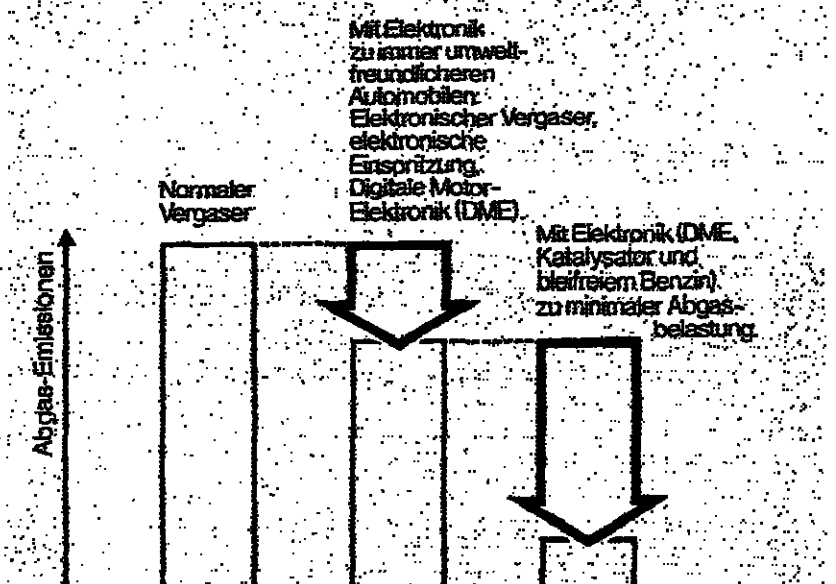 Mit Elektronik
zu immer umwelt-
freundlicheren
Automobilen:
Elektronischer Vergaser,
elektronische
Einspritzung,
Digitale Motor-
Elektronik (DME).
Normaler
Vergaser
Mit Elektronik (DME,
Katalysator und
bleifreiem Benzin)
zu minimaler Abgas-
belastung.
Abgas-Emissionen